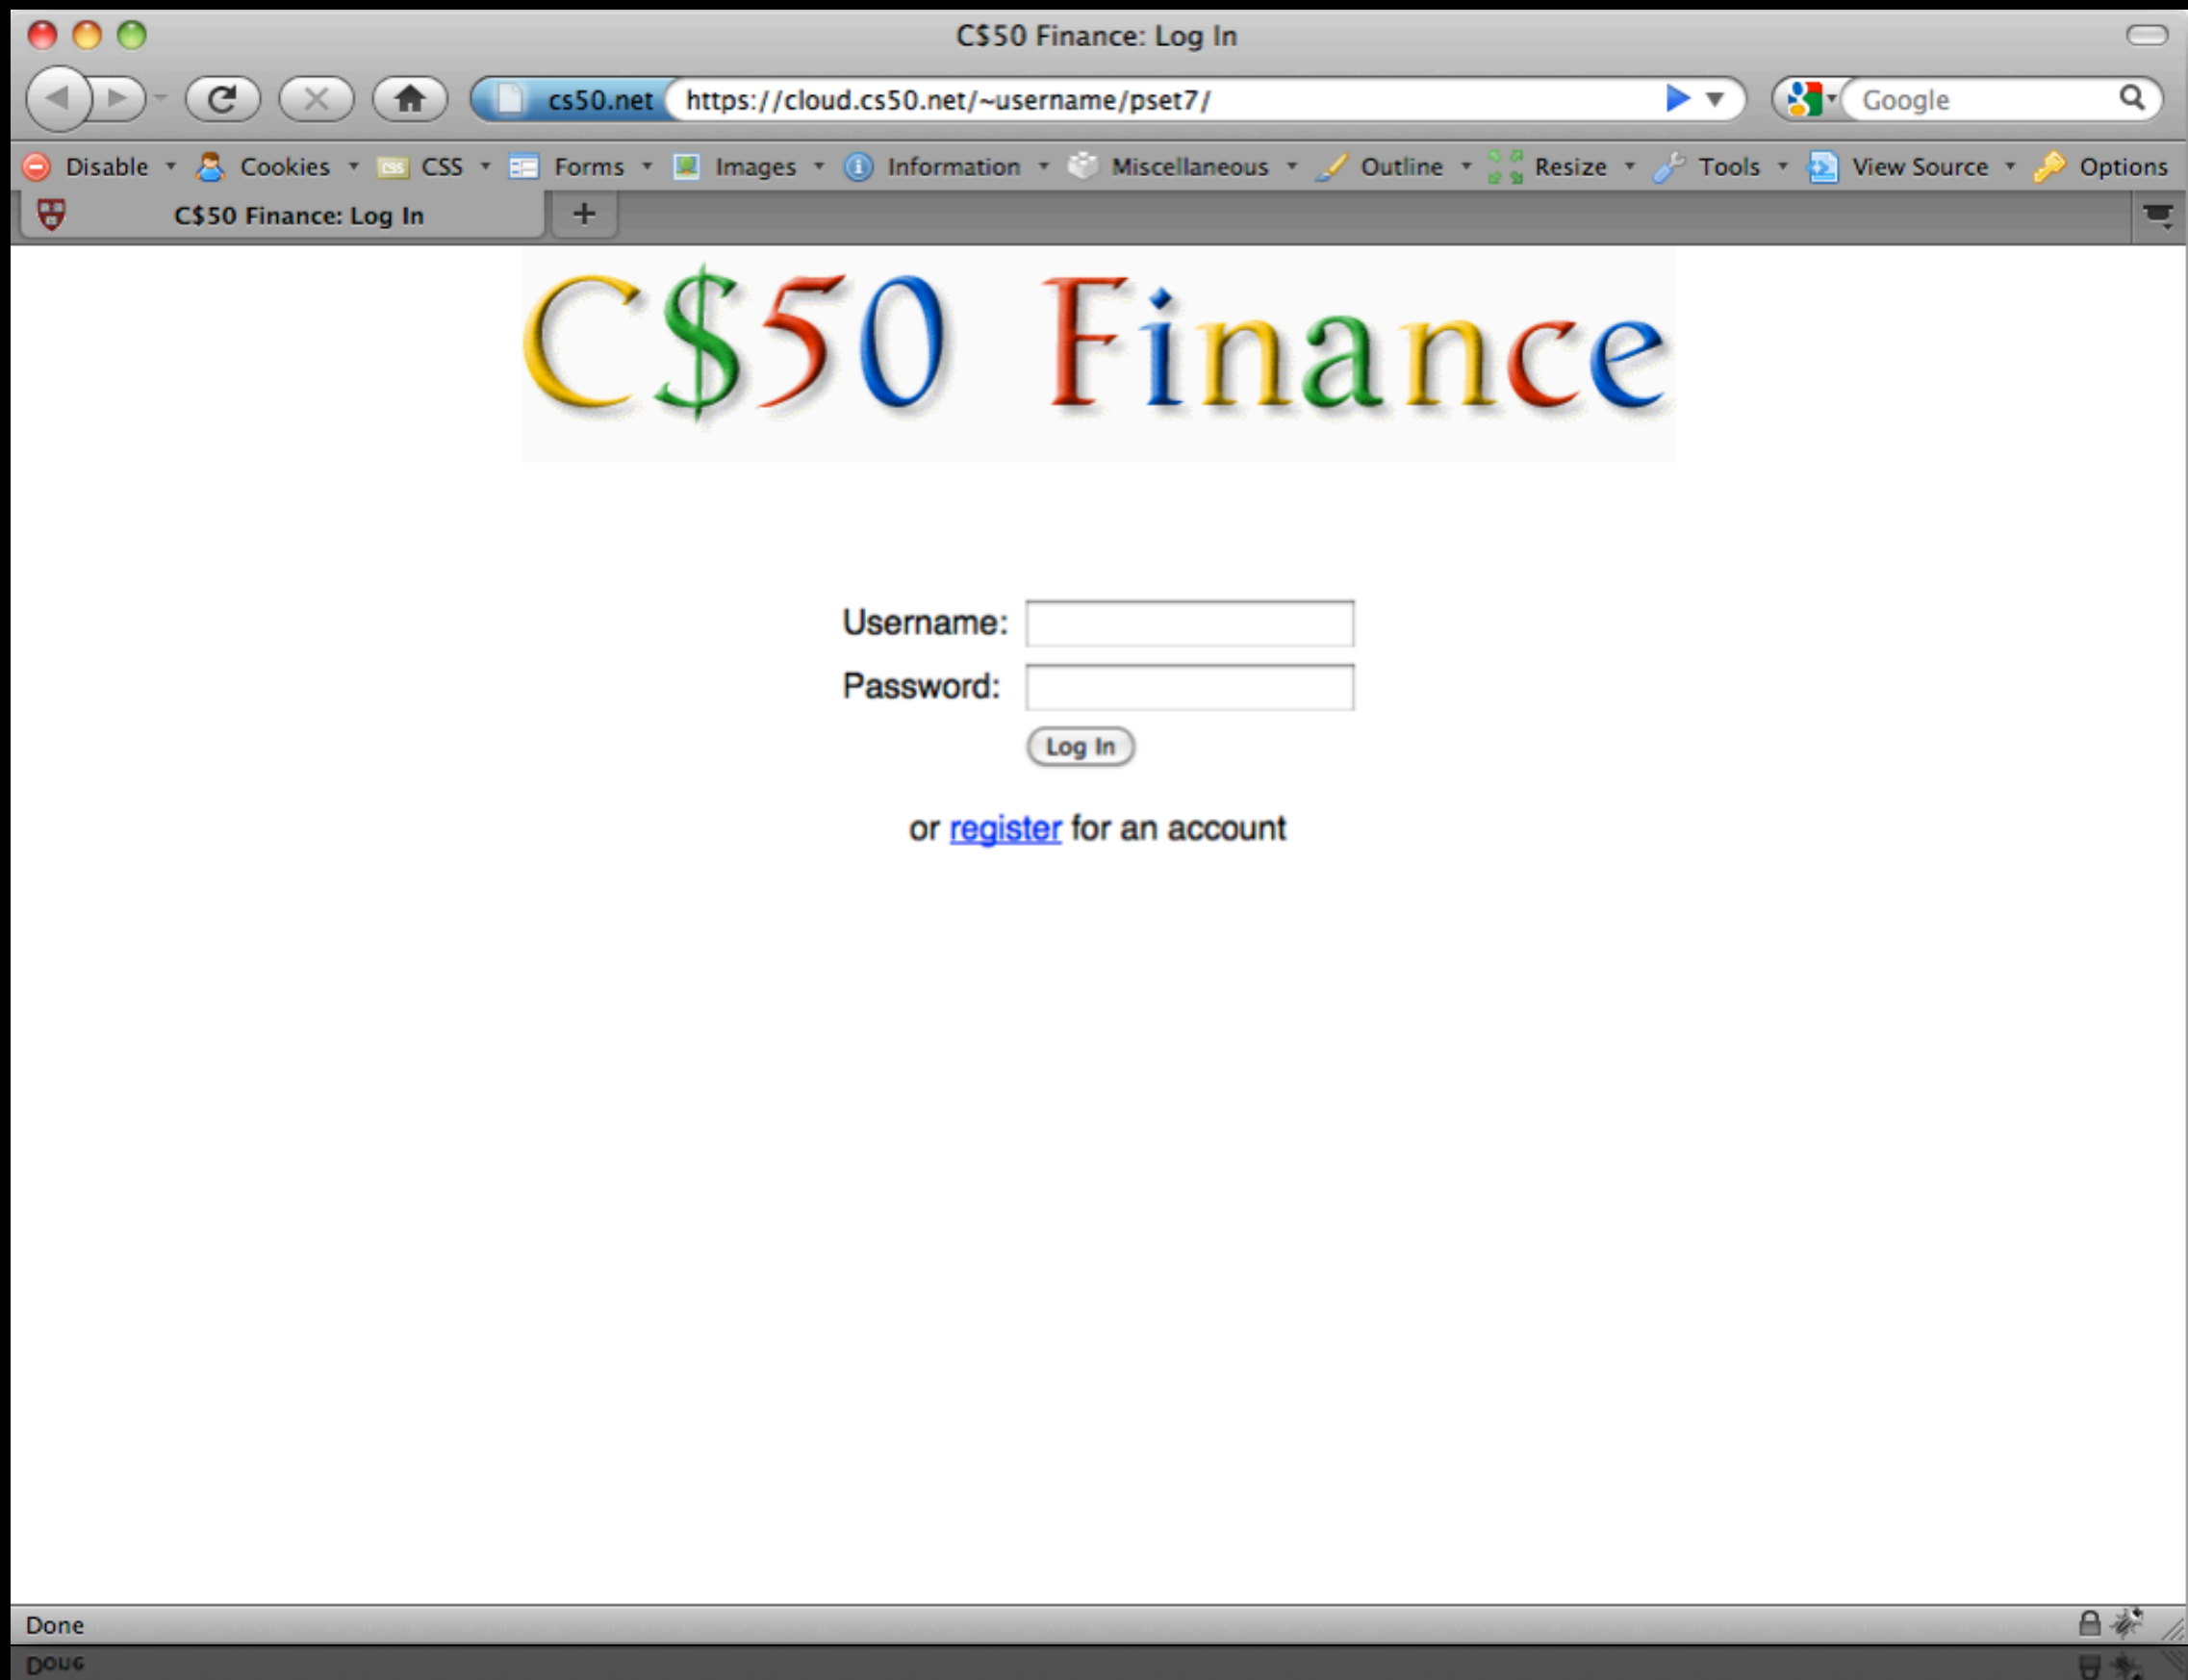 C$50 Finance: Log In
cs50.net https://cloud.cs50.net/~username/pset7/ Google
Disable Cookies CSS CSS Forms Images Information Miscellaneous Outline Resize Tools View Source Options
C$50 Finance: Log In +
C$50 Finance
Username:
Password:
Log In
or register for an account
Done
Done